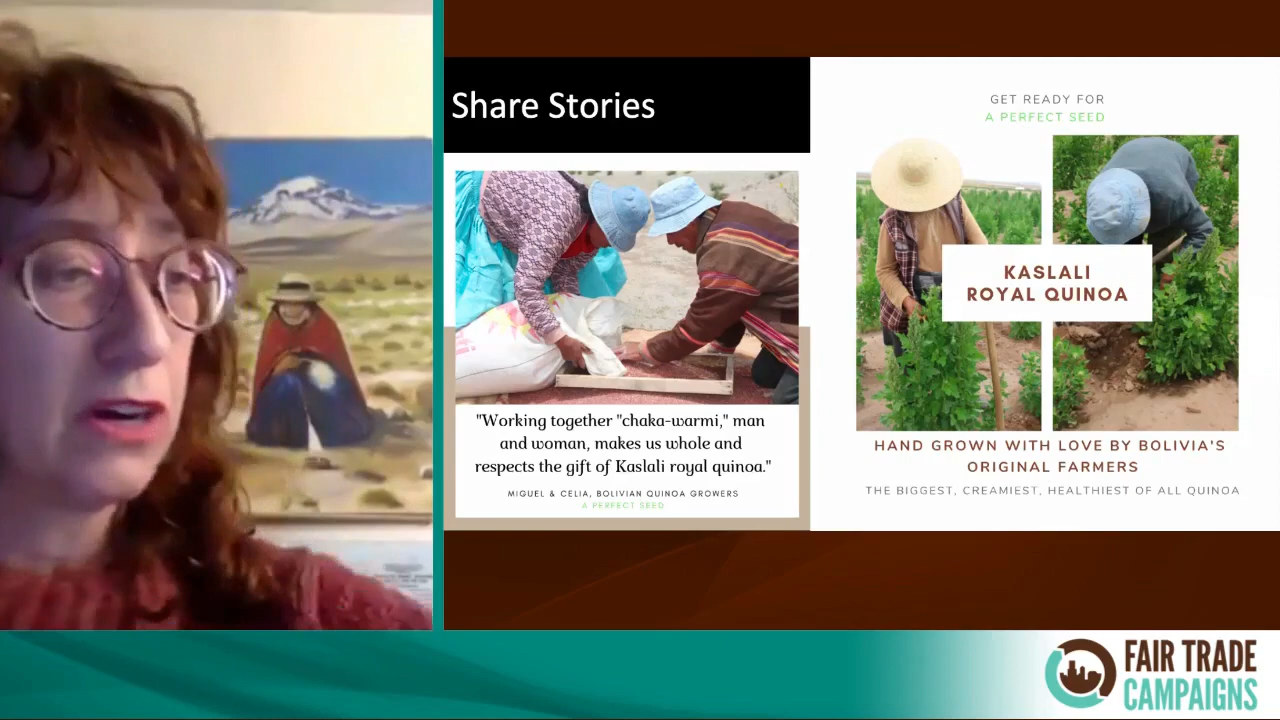 Share Stories
"Working together "chaka-warmi," man
and woman, makes us whole and
respects the gift of Kaslali royal quinoa."
MIGUEL & CELIA, BOLIVIAN QUINOA GROWERS
A PERFECT SEED
GET READY FOR
A PERFECT SEED
KASLALI
ROYAL QUINOA
HAND GROWN WITH LOVE BY BOLIVIA'S
ORIGINAL FARMERS
THE BIGGEST, CREAMIEST, HEALTHIEST OF ALL QUINOA
FAIR TRADE
CAMPAIGNS